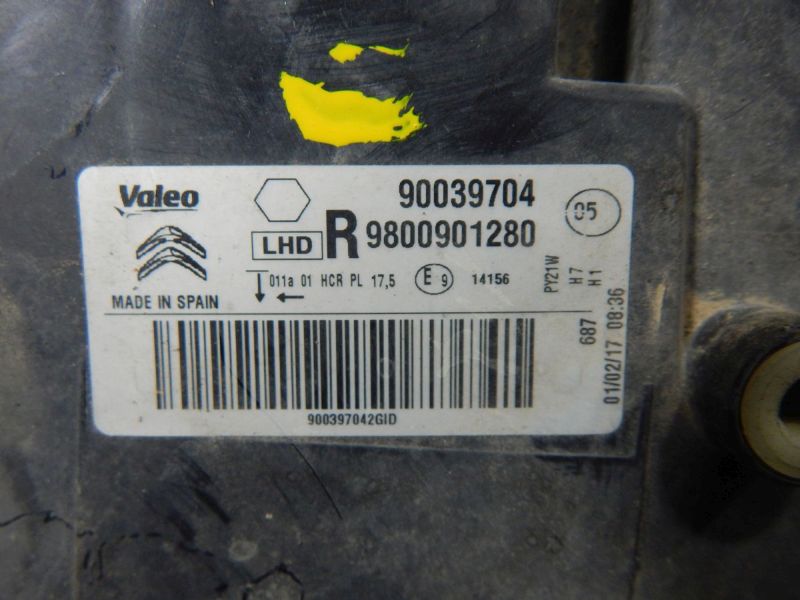 Valeo
90039704
05
LHD R 9800901280
011a 01 HCR PL 17,5 E9 14156
MADE IN SPAIN
PY21W
H7
H1
687
01/02/17 08:36
900397042GID